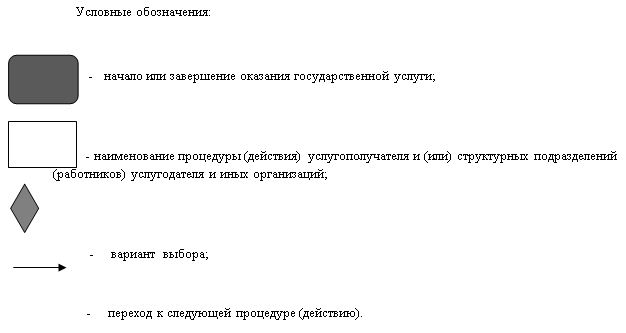 Условные обозначения:
- начало или завершение оказания государственной услуги;
- наименование процедуры (действия) услугополучателя и (или) структурных подразделений
(работников) услугодателя и иных организаций;
- вариант выбора;
- переход к следующей процедуре (действию).